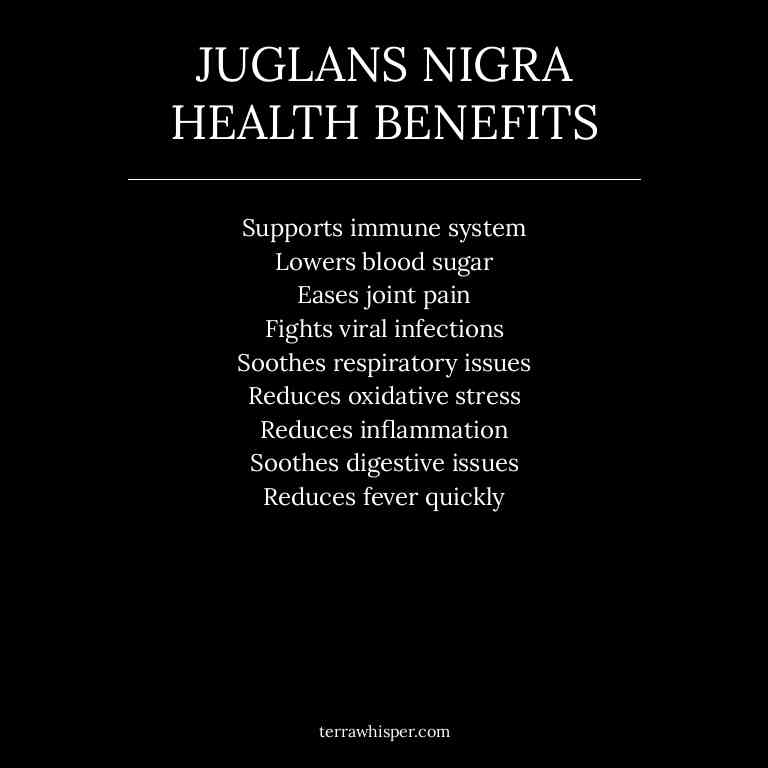 JUGLANS NIGRA
HEALTH BENEFITS
Supports immune system
Lowers blood sugar
Eases joint pain
Fights viral infections
Soothes respiratory issues
Reduces oxidative stress
Reduces inflammation
Soothes digestive issues
Reduces fever quickly
terrawhisper.com